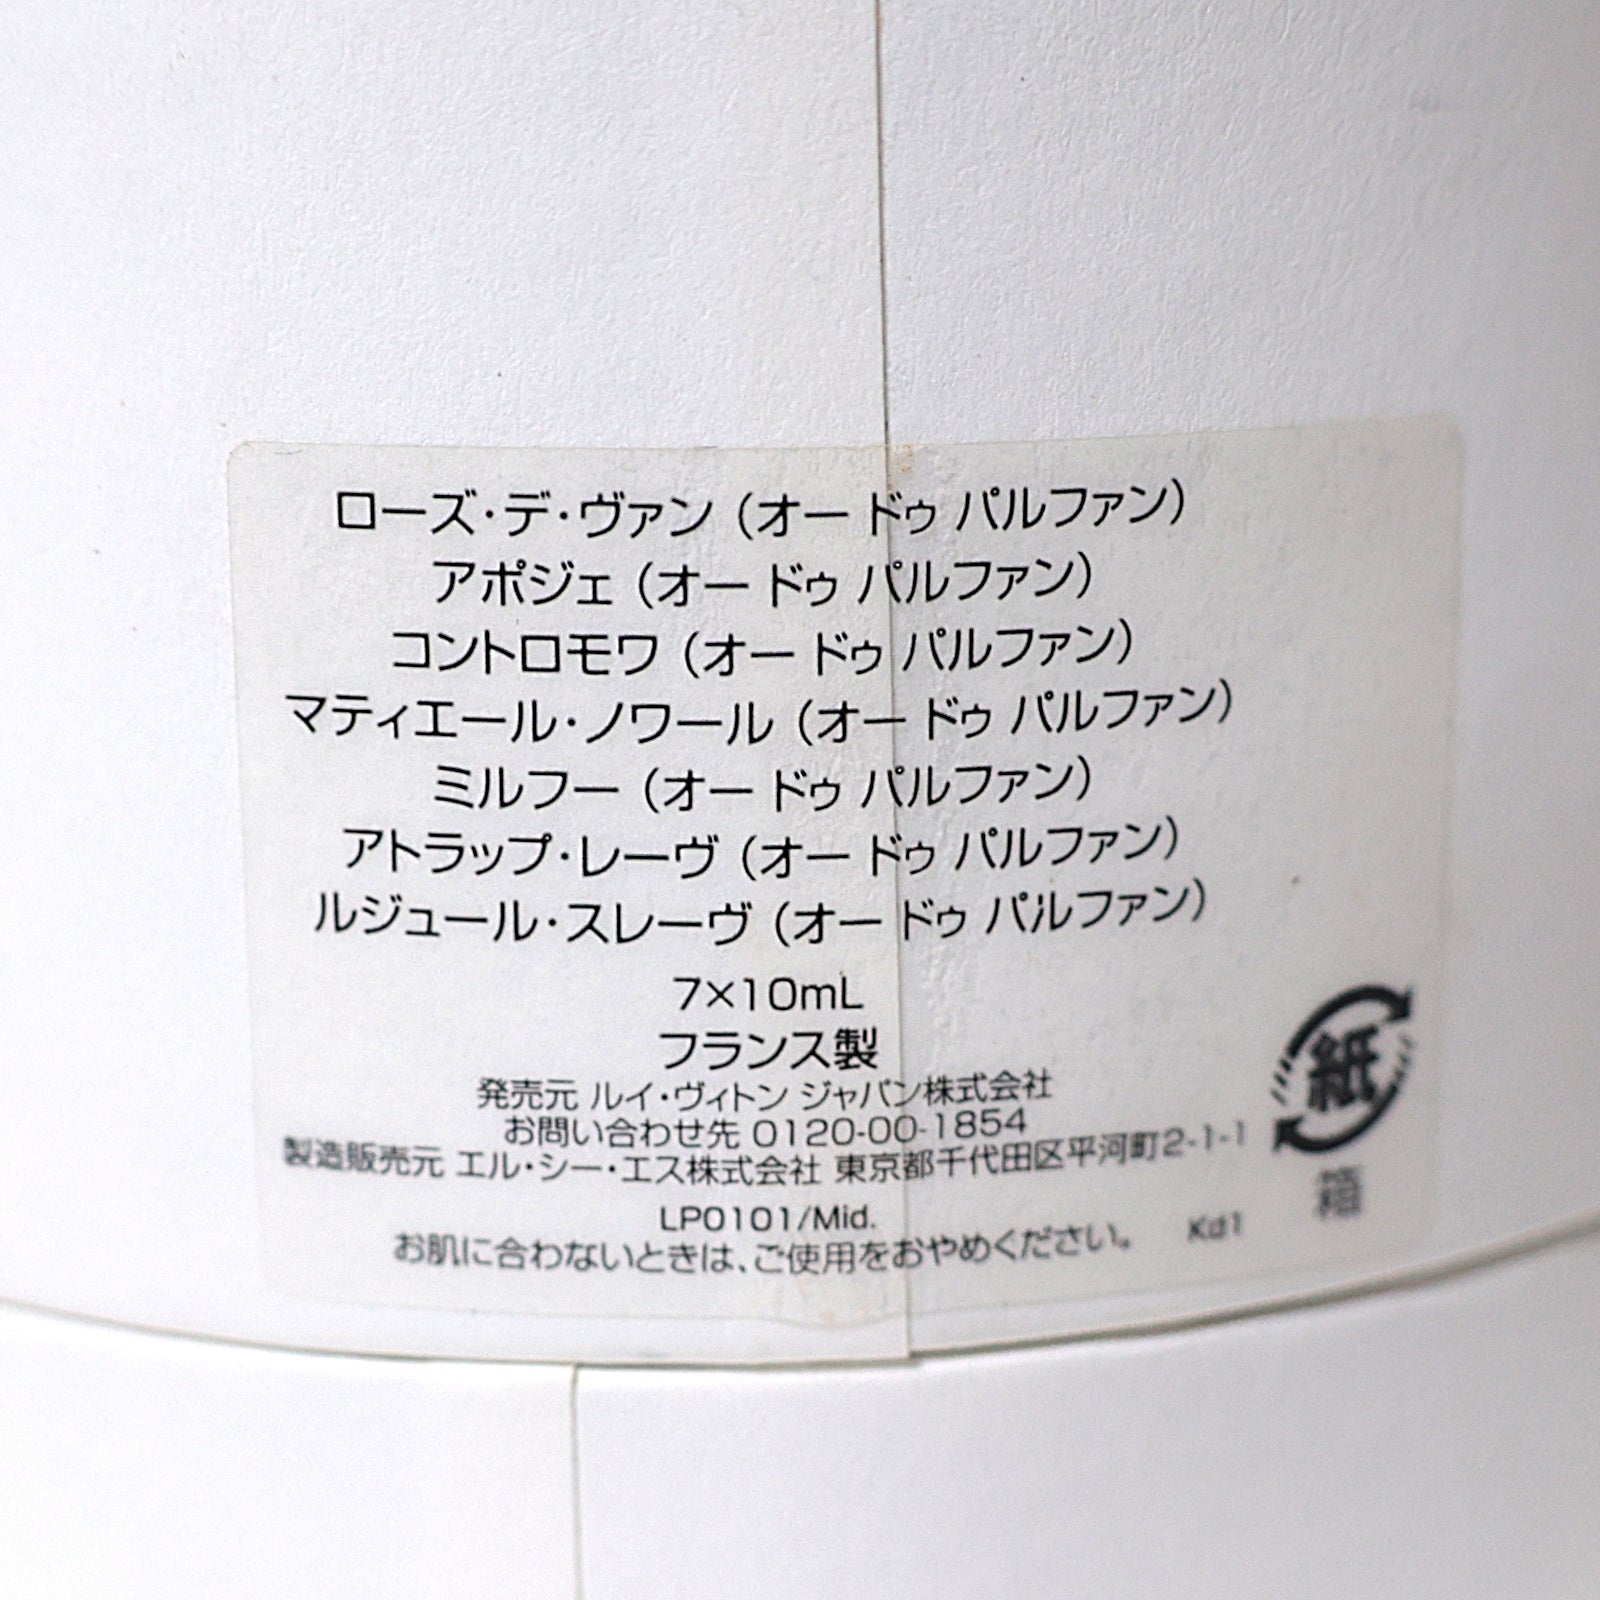 ローズ・デ・ヴァン（オー ドゥ パルファン）
アポジェ（オー ドゥ パルファン）
コントロモワ（オー ドゥ パルファン）
マティエール・ノワール（オー ドゥ パルファン）
ミルフー（オー ドゥ パルファン）
アトラップ・レーヴ（オー ドゥ パルファン）
ルジュール・スレーヴ（オー ドゥ パルファン）
7×10mL
フランス製
発売元 ルイ・ヴィトン ジャパン株式会社
お問い合わせ先 0120-00-1854
製造販売元 エル・シー・エス株式会社 東京都千代田区平河町2-1-1
LP0101/Mid.
お肌に合わないときは、ご使用をおやめください。 Kd1
紙
箱